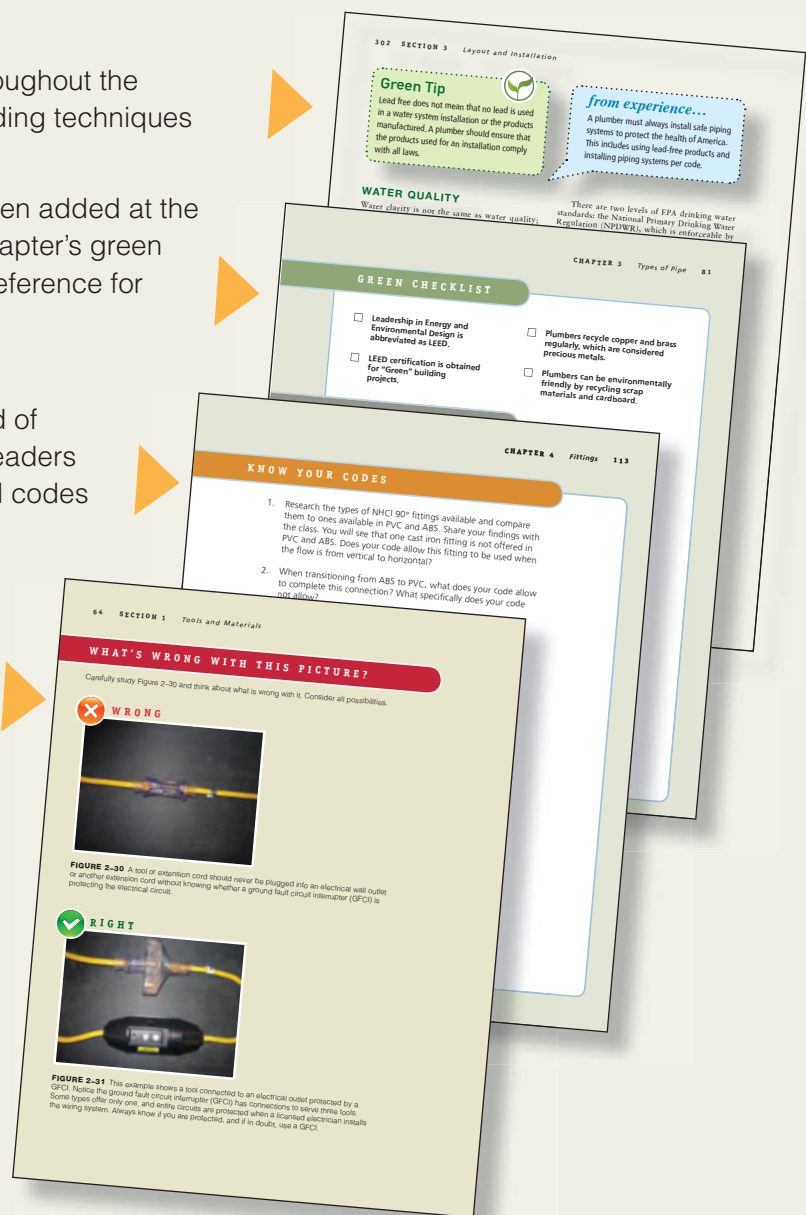 oughout the
ding techniques
en added at the
apter's green
eference for
d of
eaders
l codes
302 SECTION 3 Layout and Installation
Green Tip
Lead free does not mean that no lead is used
in a water system installation or the products
manufactured. A plumber should ensure that
the products used for an installation comply
with all laws.
from experience...
A plumber must always install safe piping
systems to protect the health of America.
This includes using lead-free products and
installing piping systems per code.
WATER QUALITY
Water clarity is not the same as water quality;
There are two levels of EPA drinking water
standards: the National Primary Drinking Water
Regulation (NPDWR), which is enforceable by
CHAPTER 3 Types of Pipe 81
GREEN CHECKLIST
Leadership in Energy and
Environmental Design is
abbreviated as LEED.
LEED certification is obtained
for "Green" building
projects.
Plumbers recycle copper and brass
regularly, which are considered
precious metals.
Plumbers can be environmentally
friendly by recycling scrap
materials and cardboard.
CHAPTER 4 Fittings 113
KNOW YOUR CODES
1. Research the types of NHCI 90° fittings available and compare
them to ones available in PVC and ABS. Share your findings with
the class. You will see that one cast iron fitting is not offered in
PVC and ABS. Does your code allow this fitting to be used when
the flow is from vertical to horizontal?
2. When transitioning from ABS to PVC, what does your code allow
to complete this connection? What specifically does your code
not allow?
64 SECTION 1 Tools and Materials
WHAT'S WRONG WITH THIS PICTURE?
Carefully study Figure 2–30 and think about what is wrong with it. Consider all possibilities.
WRONG
FIGURE 2–30 A tool or extension cord should never be plugged into an electrical wall outlet
or another extension cord without knowing whether a ground fault circuit interrupter (GFCI) is
protecting the electrical circuit.
RIGHT
FIGURE 2–31 This example shows a tool connected to an electrical outlet protected by a
GFCI. Notice the ground fault circuit interrupter (GFCI) has connections to serve three tools.
Some types offer only one, and entire circuits are protected when a licensed electrician installs
the wiring system. Always know if you are protected, and if in doubt, use a GFCI.